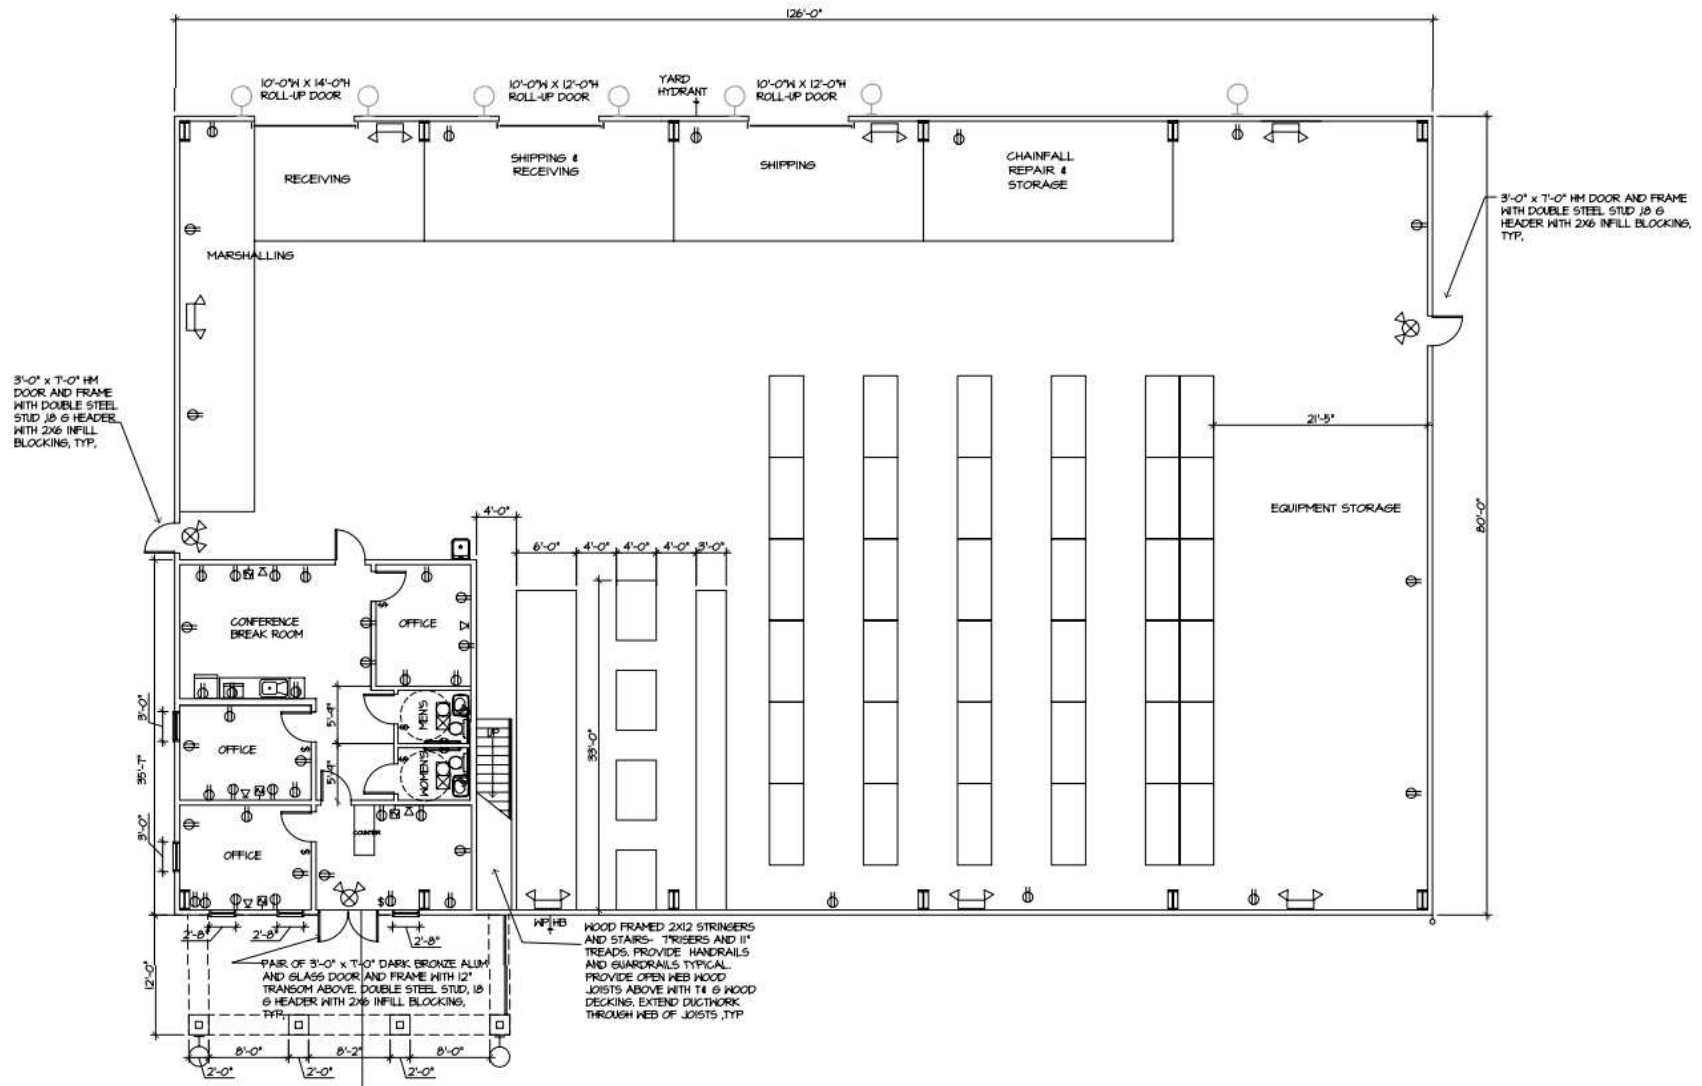 126'-0"
10'-0"W X 14'-0"H
ROLL-UP DOOR
10'-0"W X 12'-0"H
ROLL-UP DOOR
YARD
HYDRANT
10'-0"W X 12'-0"H
ROLL-UP DOOR
RECEIVING
SHIPPING &
RECEIVING
SHIPPING
CHAINFALL
REPAIR &
STORAGE
3'-0" x 7'-0" HM DOOR AND FRAME
WITH DOUBLE STEEL STUD ,18 G
HEADER WITH 2X6 INFILL BLOCKING,
TYP,
MARSHALLING
3'-0" x 7'-0" HM
DOOR AND FRAME
WITH DOUBLE STEEL
STUD ,18 G HEADER
WITH 2X6 INFILL
BLOCKING, TYP,
21'-5"
EQUIPMENT STORAGE
80'-0"
4'-0"
6'-0"
4'-0"
4'-0"
4'-0"
3'-0"
CONFERENCE
BREAK ROOM
OFFICE
33'-0"
3'-0"
5'-9"
MEN'S
UP
OFFICE
35'-7"
5'-9"
WOMEN'S
3'-0"
COUNTER
OFFICE
2'-8"
2'-8"
2'-8"
WP HB
WOOD FRAMED 2X12 STRINGERS
AND STAIRS- 7"RISERS AND 11"
TREADS. PROVIDE HANDRAILS
AND GUARDRAILS TYPICAL.
PROVIDE OPEN WEB WOOD
JOISTS ABOVE WITH T& G WOOD
DECKING. EXTEND DUCTWORK
THROUGH WEB OF JOISTS ,TYP
12'-0"
PAIR OF 3'-0" x 7'-0" DARK BRONZE ALUM
AND GLASS DOOR AND FRAME WITH 12"
TRANSOM ABOVE. DOUBLE STEEL STUD, 18
G HEADER WITH 2X6 INFILL BLOCKING,
TYP,
8'-0"
8'-2"
8'-0"
2'-0"
2'-0"
2'-0"